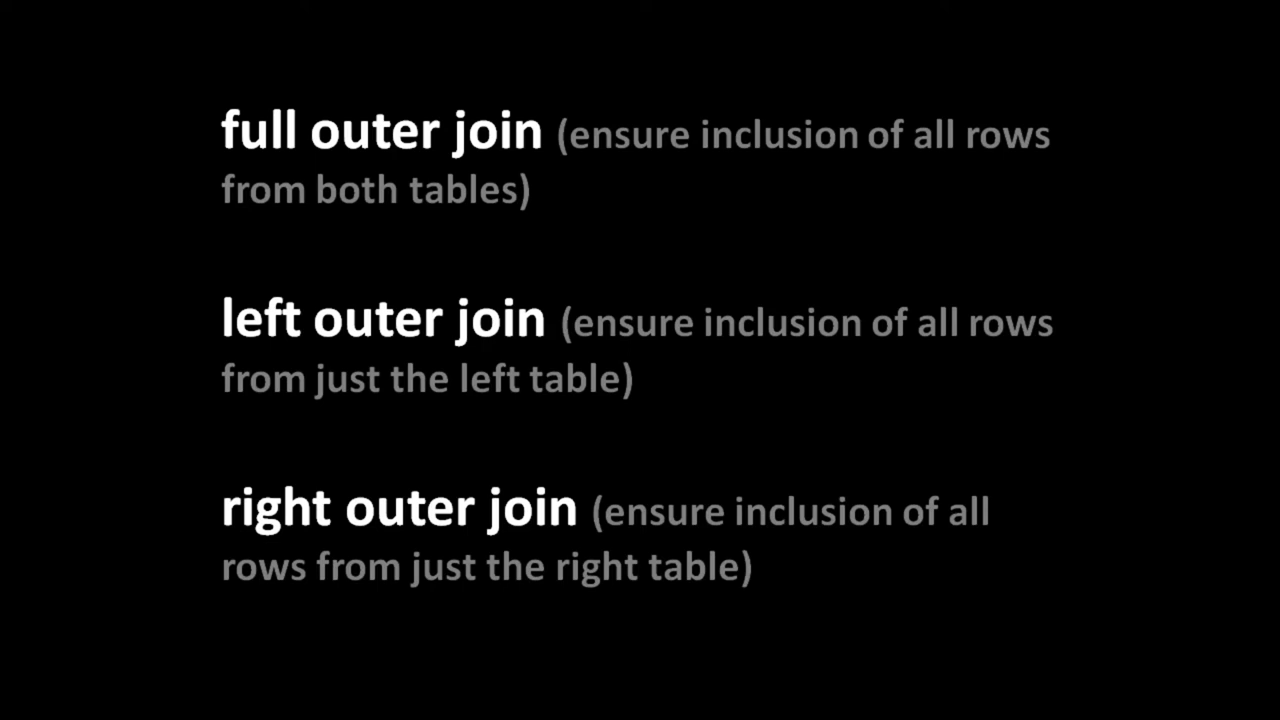 full outer join (ensure inclusion of all rows
from both tables)
left outer join (ensure inclusion of all rows
from just the left table)
right outer join (ensure inclusion of all
rows from just the right table)